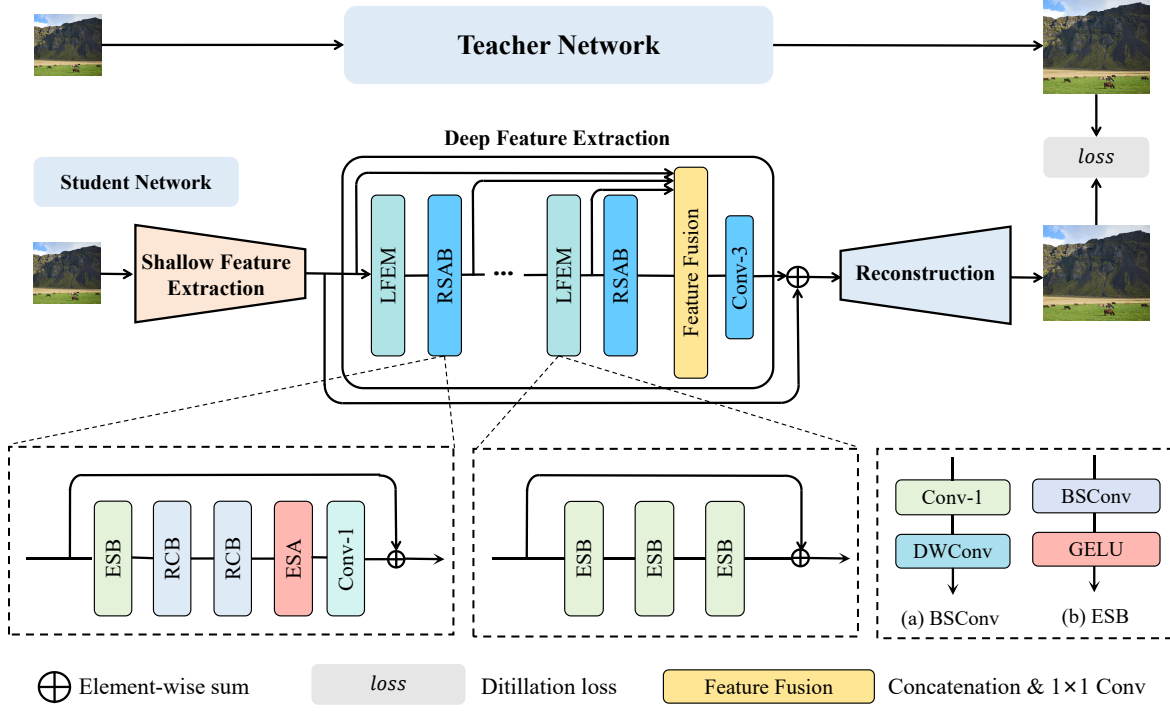 Teacher Network
Deep Feature Extraction
loss
Student Network
Shallow Feature
Extraction
LFEM
RSAB
...
LFEM
RSAB
Feature Fusion
Conv-3
Reconstruction
ESB
RCB
RCB
ESA
Conv-1
ESB
ESB
ESB
Conv-1
DWConv
(a) BSConv
BSConv
GELU
(b) ESB
Element-wise sum
loss
Ditillation loss
Feature Fusion
Concatenation & 1×1 Conv